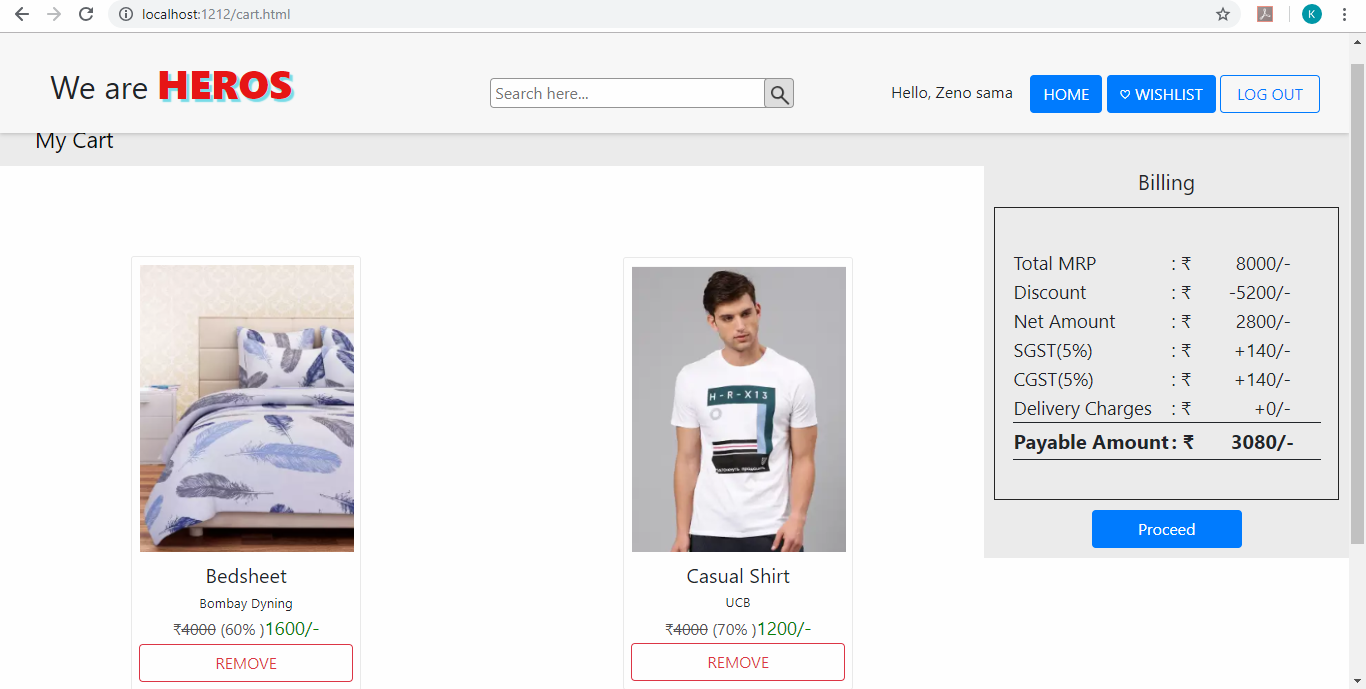 localhost:1212/cart.html
K
We are HEROS
Search here...
Hello, Zeno sama
HOME
♡ WISHLIST
LOG OUT
My Cart
H-R-X13
Bedsheet
Bombay Dyning
₹4000 (60% )1600/-
REMOVE
Casual Shirt
UCB
₹4000 (70% )1200/-
REMOVE
Billing
Total MRP : ₹ 8000/-
Discount : ₹ -5200/-
Net Amount : ₹ 2800/-
SGST(5%) : ₹ +140/-
CGST(5%) : ₹ +140/-
Delivery Charges : ₹ +0/-
Payable Amount : ₹ 3080/-
Proceed